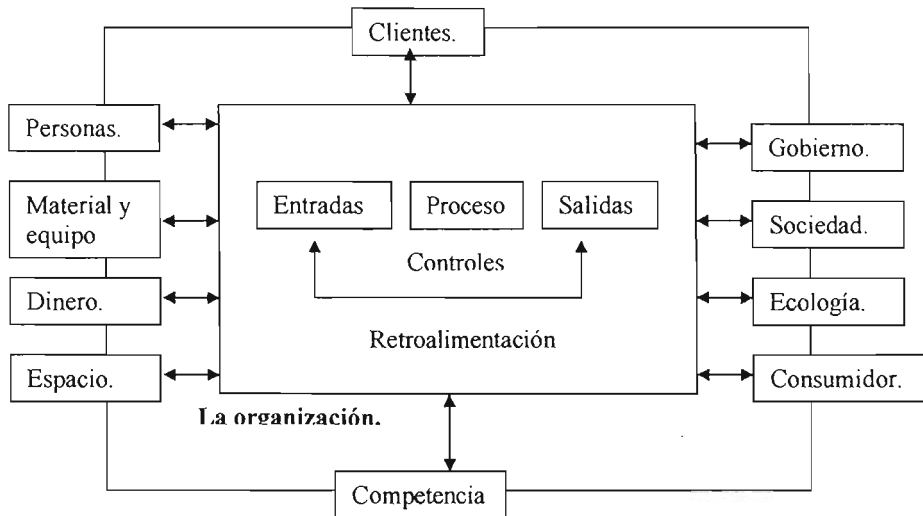 Clientes.
Personas.
Gobierno.
Material y
equipo
Entradas
Proceso
Salidas
Sociedad.
Controles
Dinero.
Ecología.
Retroalimentación
Espacio.
Consumidor.
La organización.
Competencia